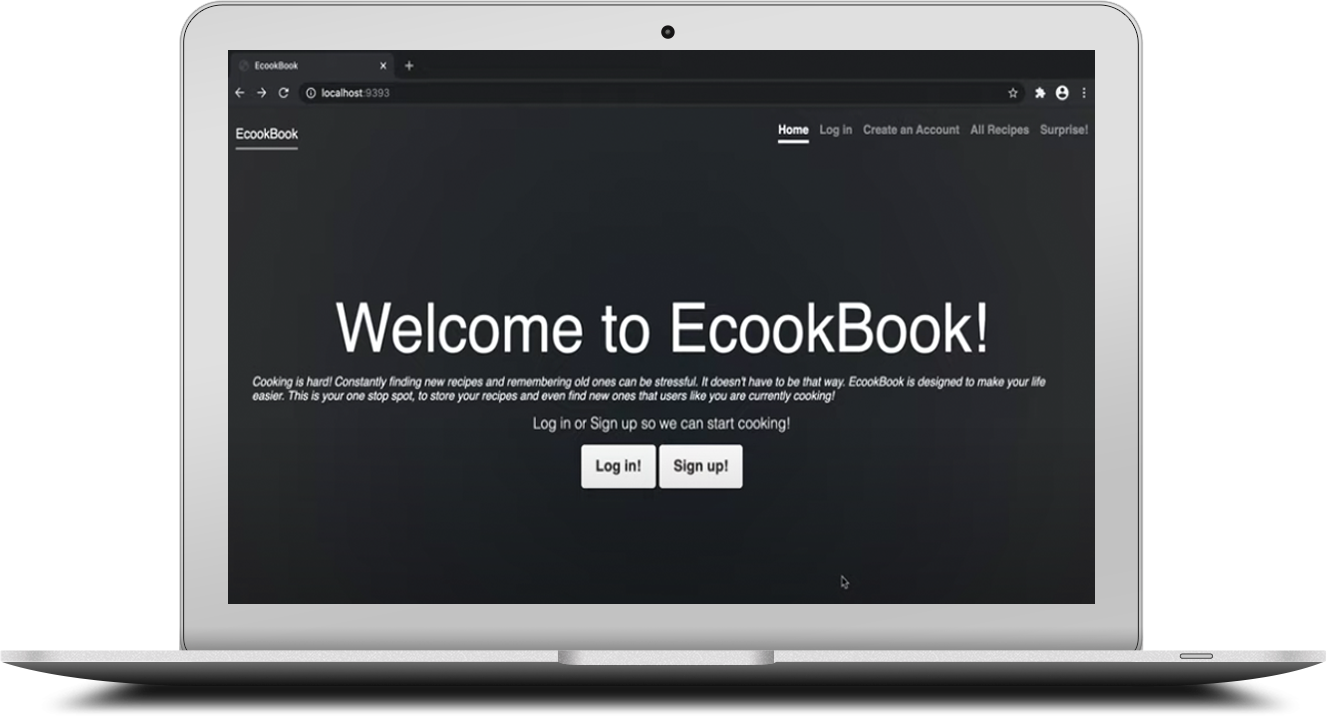 EcookBook
localhost:9393
EcookBook
Home Log in Create an Account All Recipes Surprise!
Welcome to EcookBook!
Cooking is hard! Constantly finding new recipes and remembering old ones can be stressful. It doesn't have to be that way. EcookBook is designed to make your life
easier. This is your one stop spot, to store your recipes and even find new ones that users like you are currently cooking!
Log in or Sign up so we can start cooking!
Log in! Sign up!